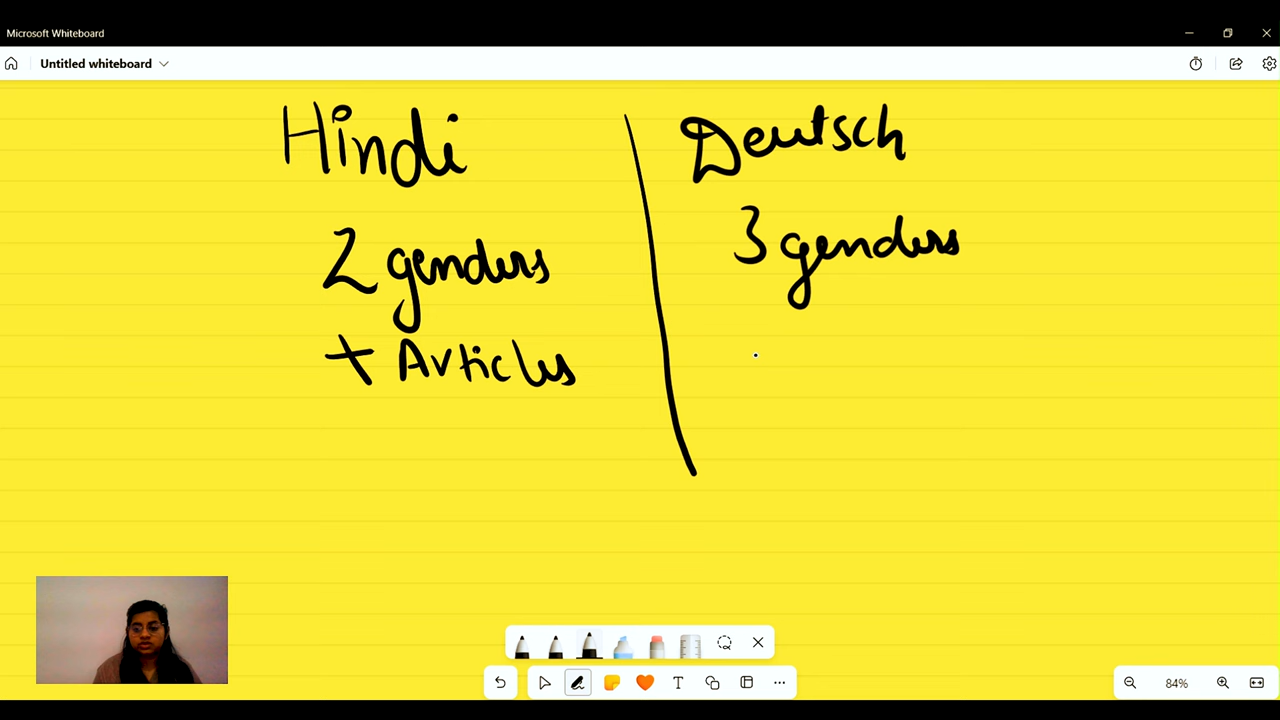 Microsoft Whiteboard
Untitled whiteboard
Hindi
2 genders
+ Articles
Deutsch
3 genders
84%